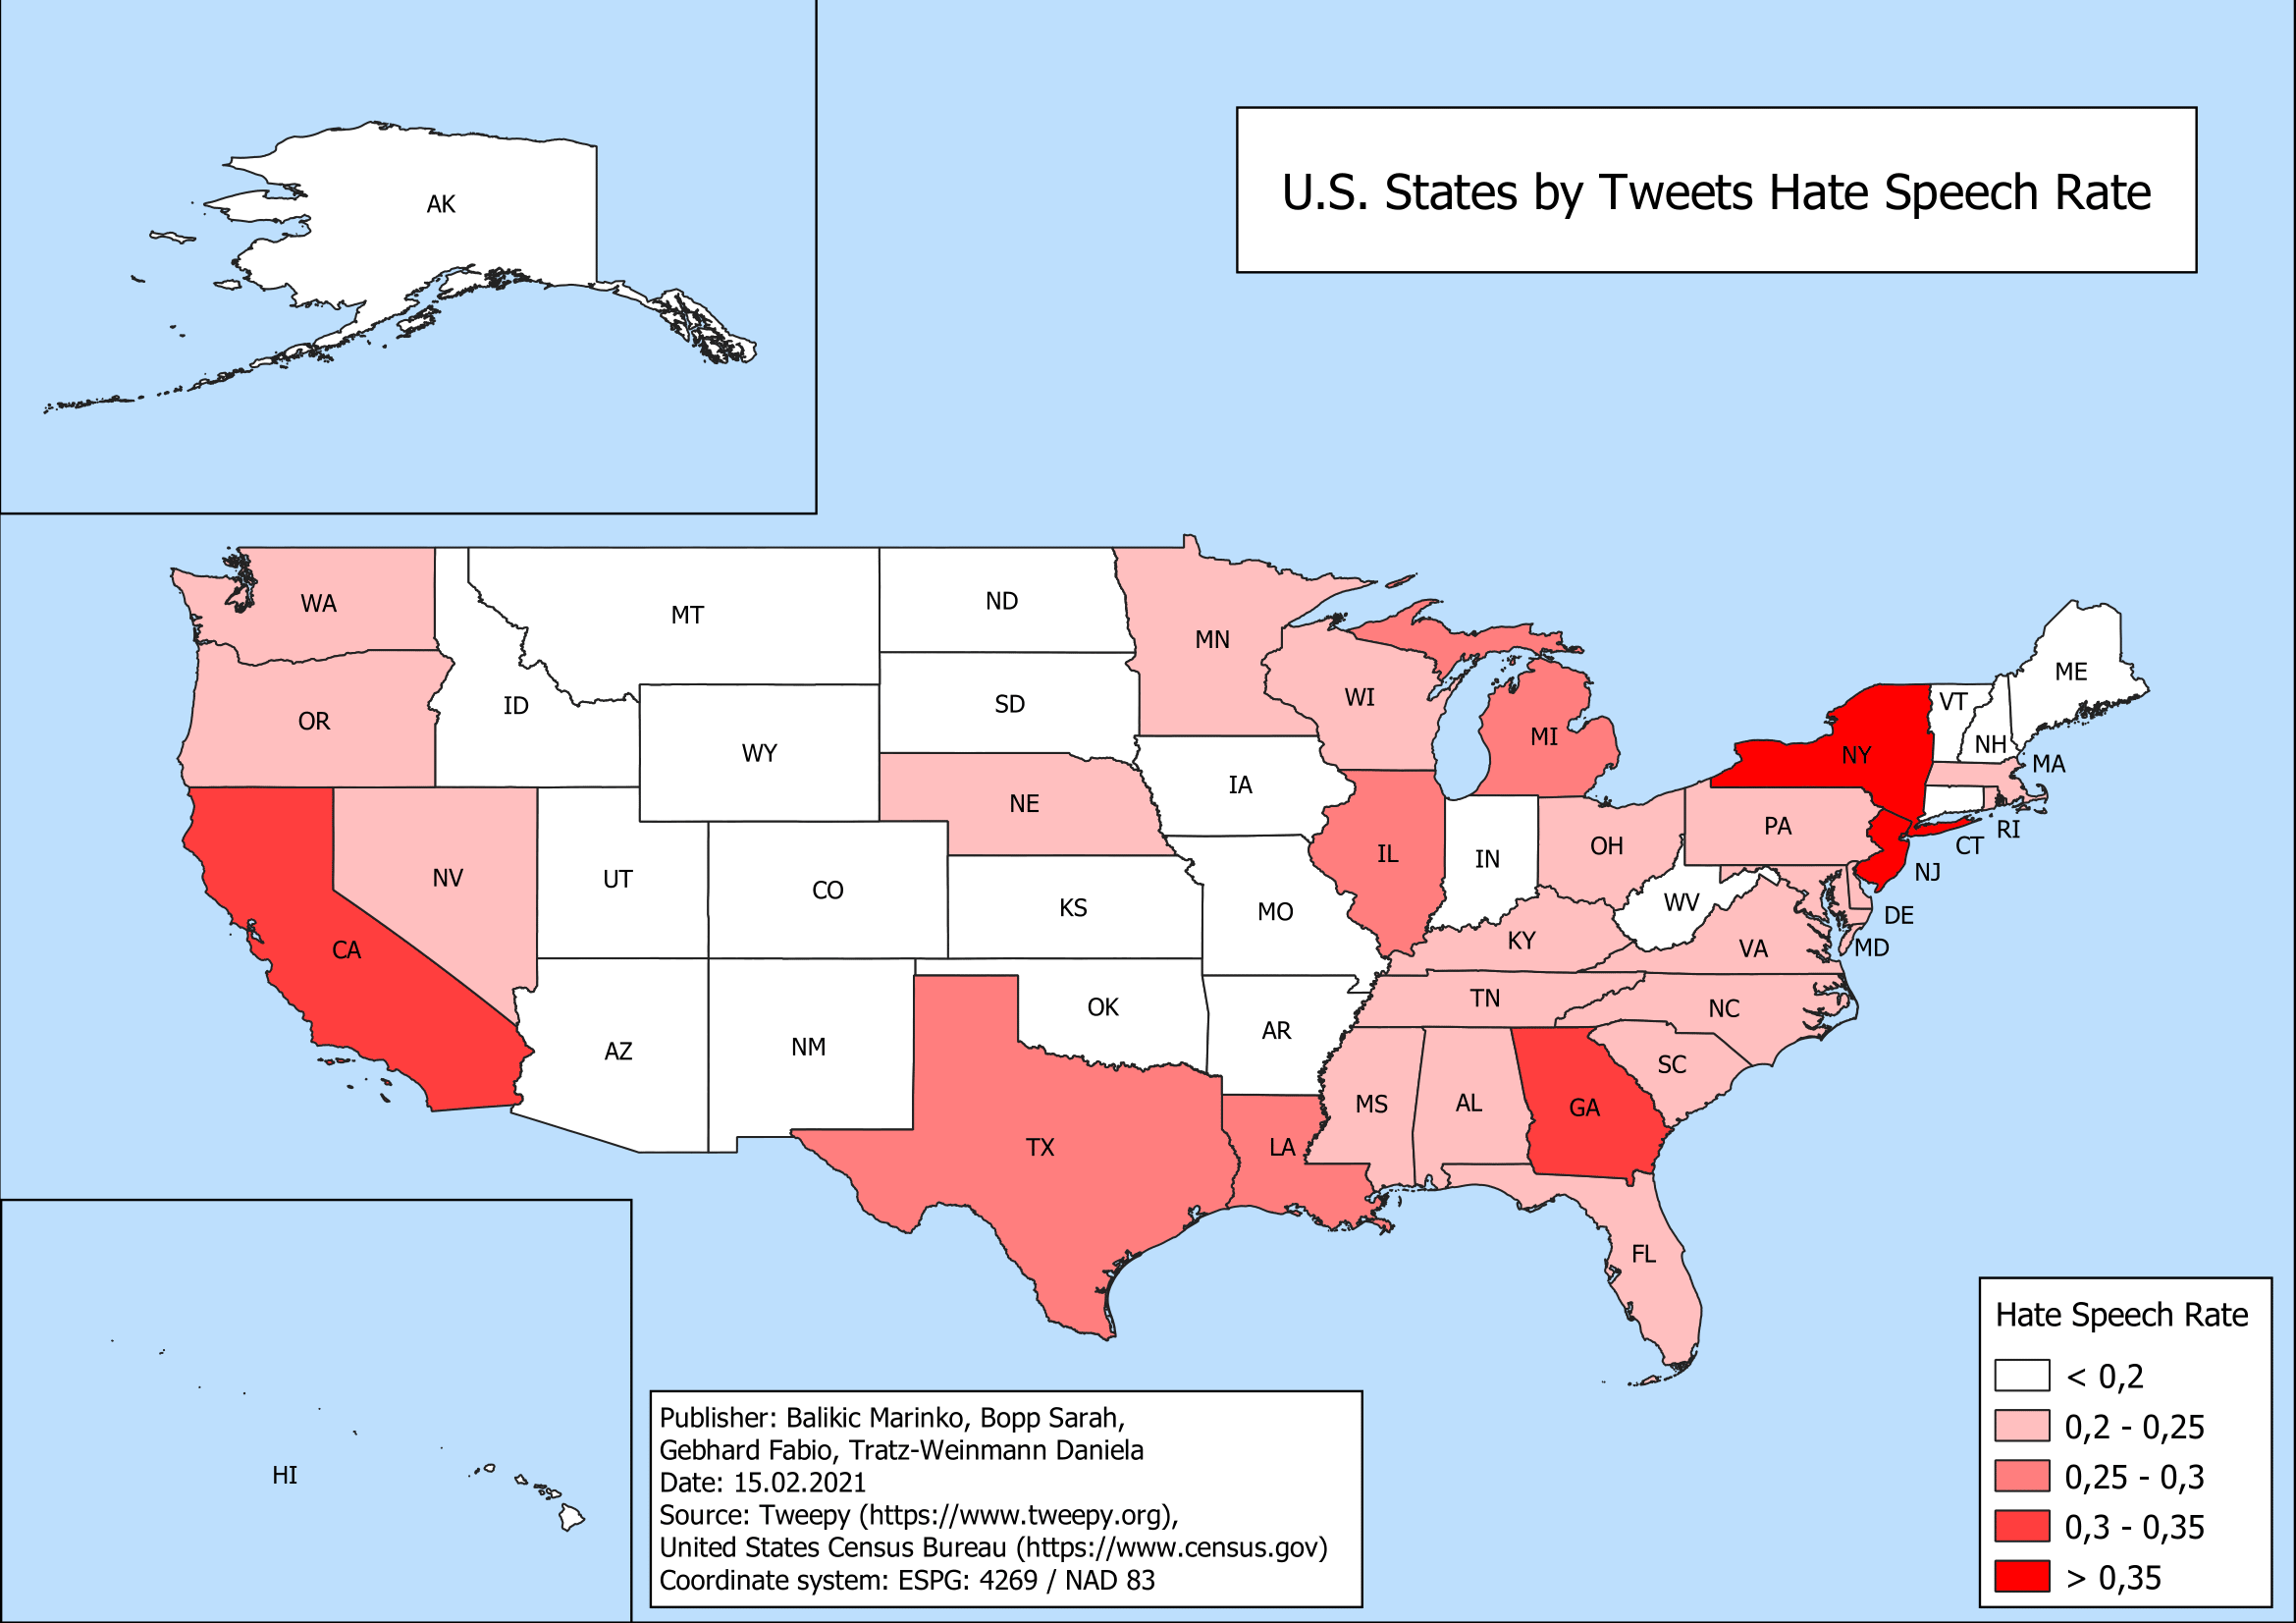 AK
U.S. States by Tweets Hate Speech Rate
WA
MT
ND
MN
OR
ID
SD
WI
MI
ME
VT
NH
NY
MA
WY
NE
IA
PA
RI
CT
NJ
NV
UT
CO
KS
MO
IL
IN
OH
WV
DE
MD
CA
KY
VA
AZ
NM
OK
AR
TN
NC
SC
TX
LA
MS
AL
GA
FL
HI
Publisher: Balikic Marinko, Bopp Sarah,
Gebhard Fabio, Tratz-Weinmann Daniela
Date: 15.02.2021
Source: Tweepy (https://www.tweepy.org),
United States Census Bureau (https://www.census.gov)
Coordinate system: ESPG: 4269 / NAD 83
Hate Speech Rate
< 0,2
0,2 - 0,25
0,25 - 0,3
0,3 - 0,35
> 0,35